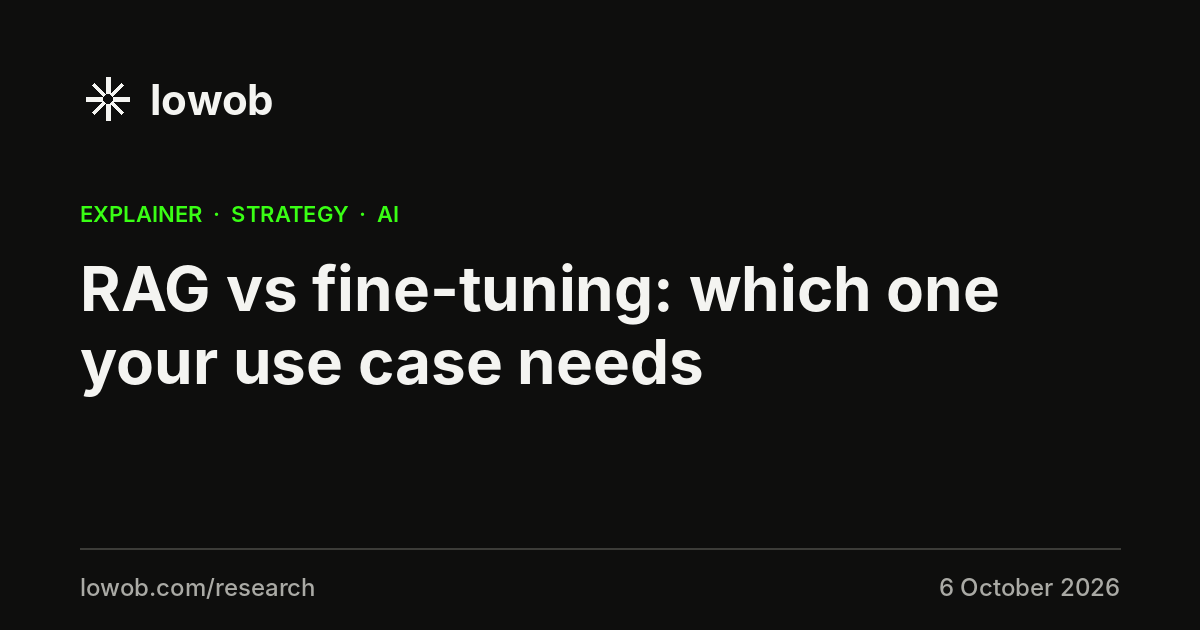 lowob
EXPLAINER · STRATEGY · AI
RAG vs fine-tuning: which one
your use case needs
lowob.com/research
6 October 2026